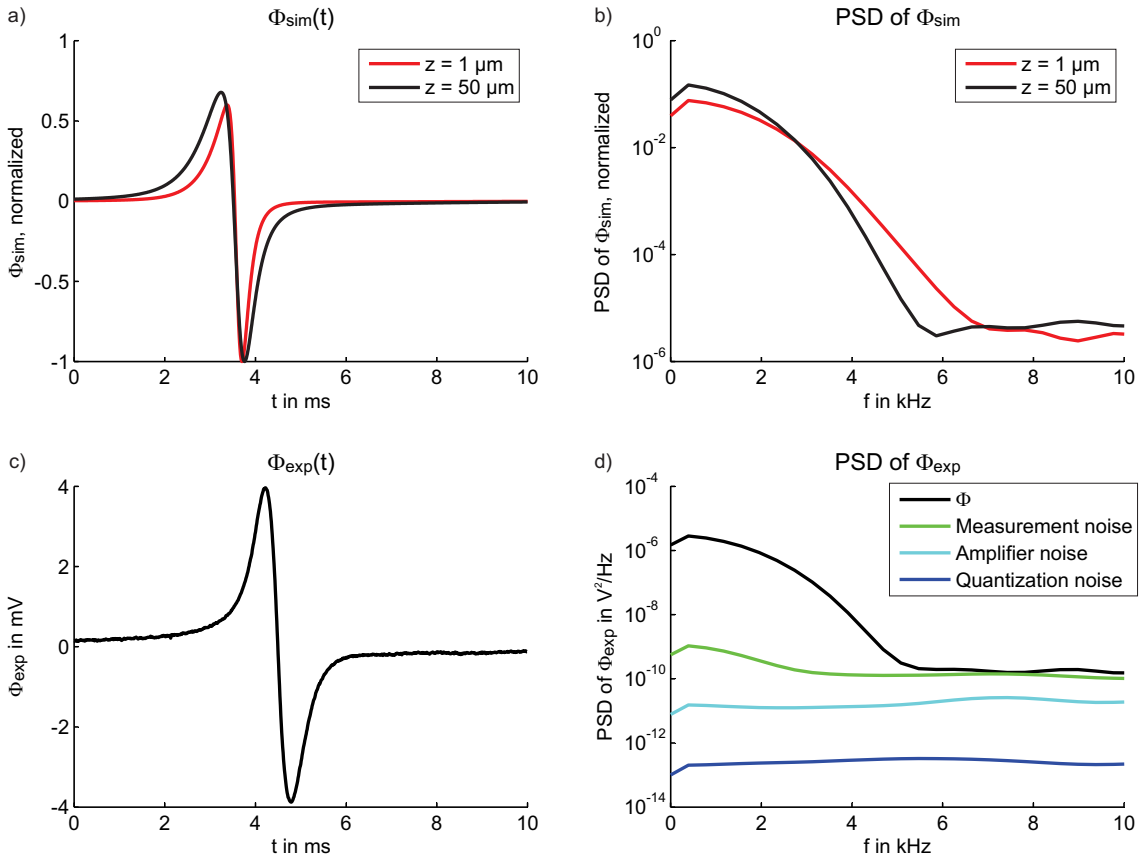 a)
Φsim(t)
Φsim, normalized
1
0.5
0
-0.5
-1
z = 1 µm
z = 50 µm
0 2 4 6 8 10
t in ms
b)
PSD of Φsim
PSD of Φsim, normalized
10^0
10^-2
10^-4
10^-6
z = 1 µm
z = 50 µm
0 2 4 6 8 10
f in kHz
c)
Φexp(t)
Φexp in mV
4
2
0
-2
-4
0 2 4 6 8 10
t in ms
d)
PSD of Φexp
PSD of Φexp in V²/Hz
10^-4
10^-6
10^-8
10^-10
10^-12
10^-14
Φ
Measurement noise
Amplifier noise
Quantization noise
0 2 4 6 8 10
f in kHz